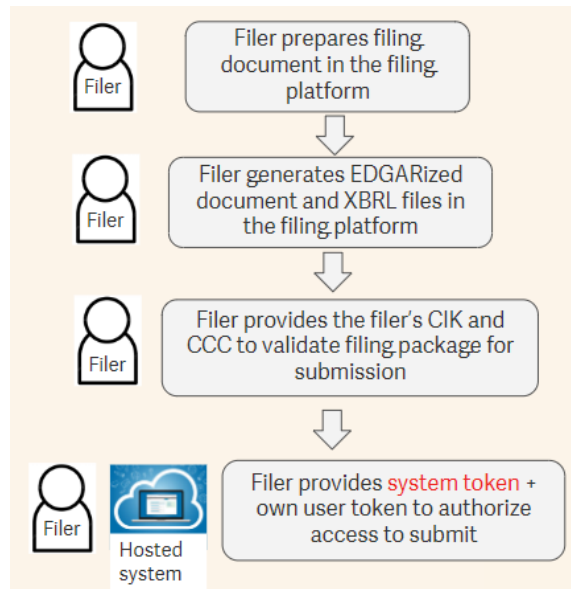 Filer
Filer prepares filing
document in the filing
platform
Filer
Filer generates EDGARized
document and XBRL files in
the filing platform
Filer
Filer provides the filer's CIK and
CCC to validate filing package for
submission
Filer
Hosted
system
Filer provides system token +
own user token to authorize
access to submit